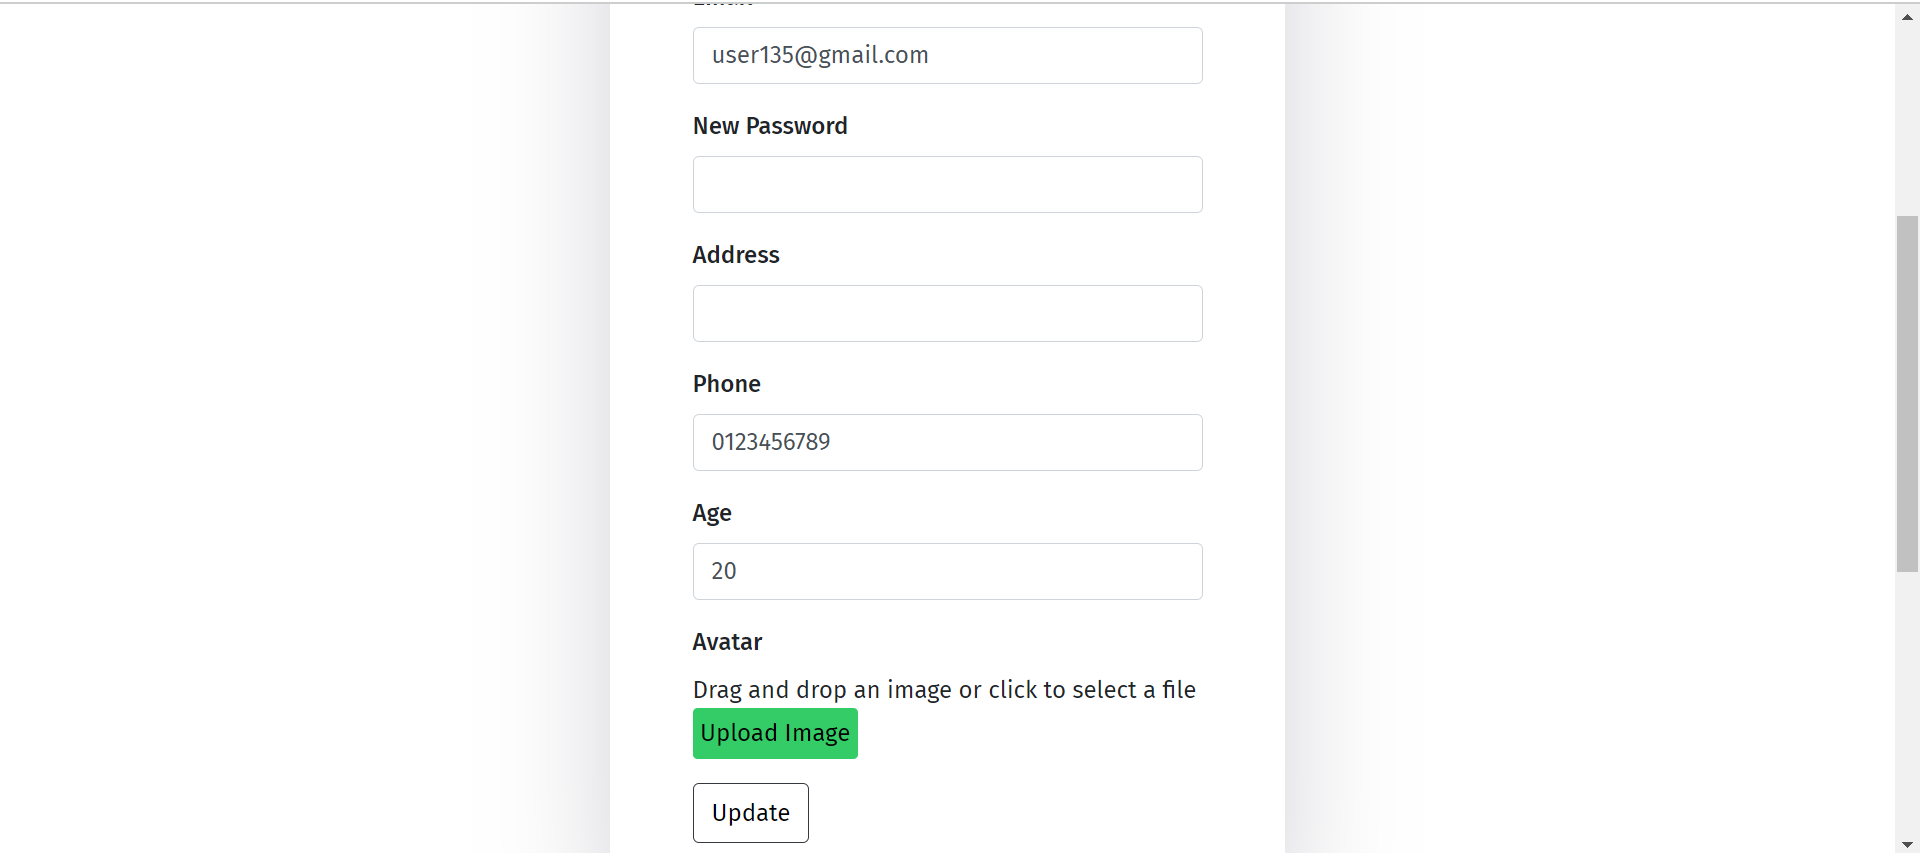 user135@gmail.com
New Password
Address
Phone
0123456789
Age
20
Avatar
Drag and drop an image or click to select a file
Upload Image
Update